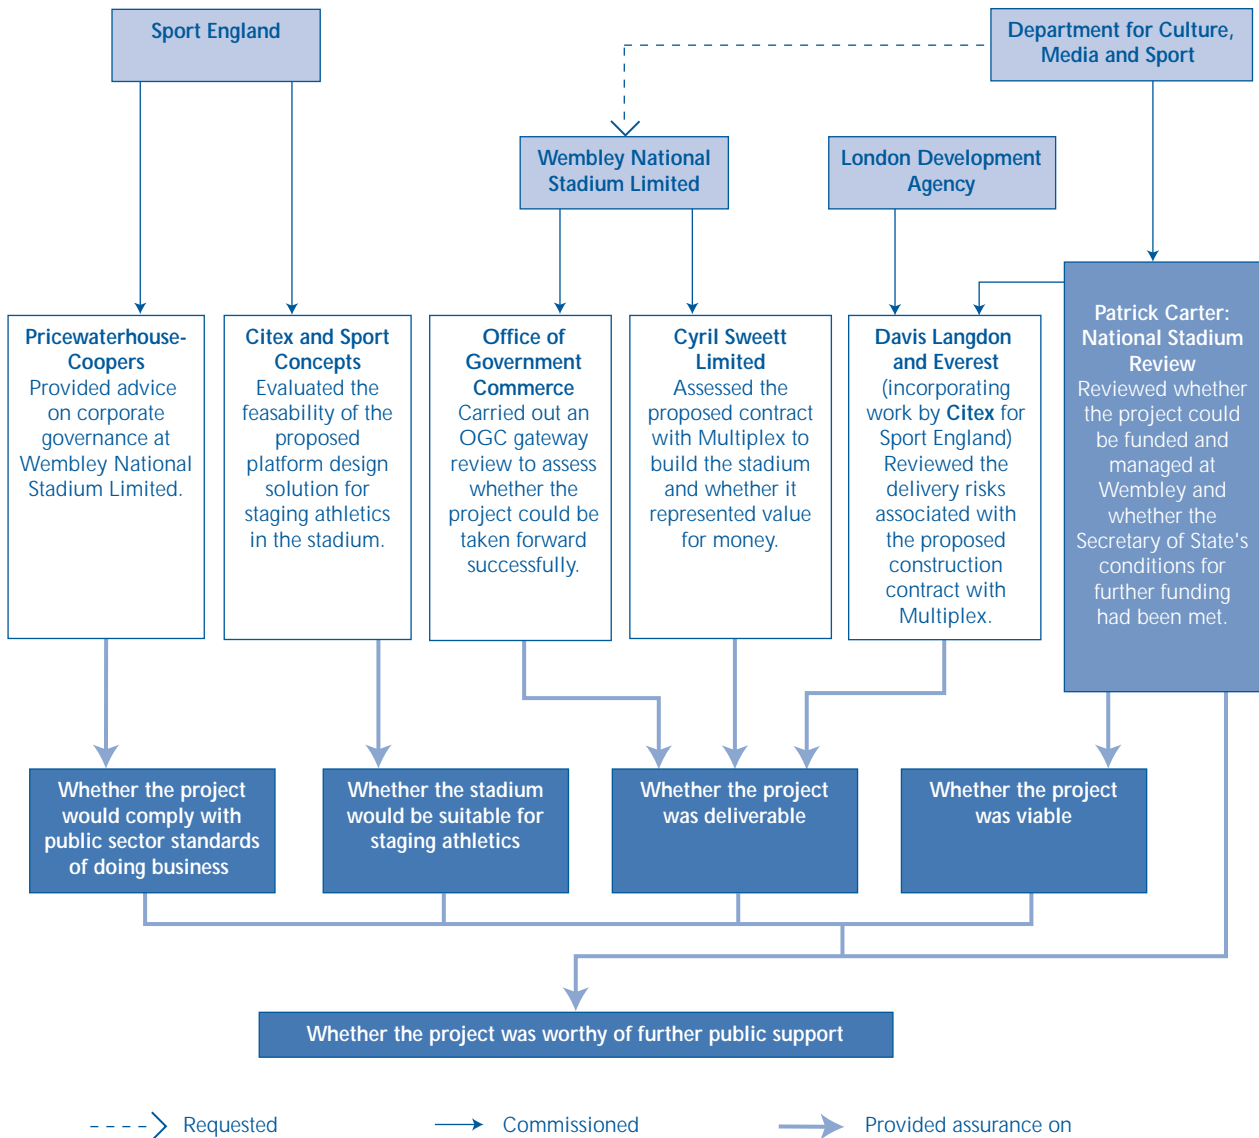 Sport England
Department for Culture,
Media and Sport
Wembley National
Stadium Limited
London Development
Agency
Pricewaterhouse-
Coopers
Provided advice
on corporate
governance at
Wembley National
Stadium Limited.
Citex and Sport
Concepts
Evaluated the
feasability of the
proposed
platform design
solution for
staging athletics
in the stadium.
Office of
Government
Commerce
Carried out an
OGC gateway
review to assess
whether the
project could be
taken forward
successfully.
Cyril Sweett
Limited
Assessed the
proposed contract
with Multiplex to
build the stadium
and whether it
represented value
for money.
Davis Langdon
and Everest
(incorporating
work by Citex for
Sport England)
Reviewed the
delivery risks
associated with
the proposed
construction
contract with
Multiplex.
Patrick Carter:
National Stadium
Review
Reviewed whether
the project could
be funded and
managed at
Wembley and
whether the
Secretary of State's
conditions for
further funding
had been met.
Whether the project
would comply with
public sector standards
of doing business
Whether the stadium
would be suitable for
staging athletics
Whether the project
was deliverable
Whether the project
was viable
Whether the project was worthy of further public support
Requested
Commissioned
Provided assurance on